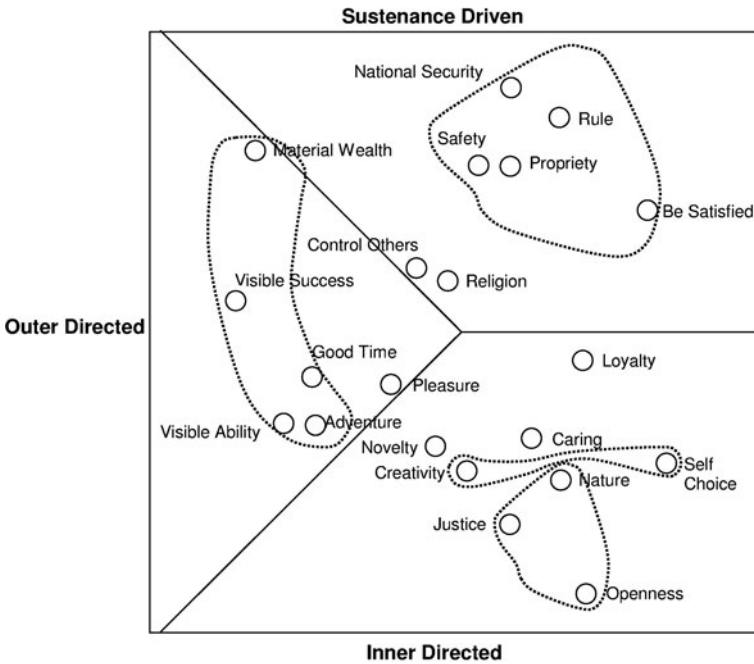 Sustenance Driven
National Security
Rule
Safety
Propriety
Material Wealth
Be Satisfied
Control Others
Religion
Visible Success
Outer Directed
Good Time
Loyalty
Pleasure
Visible Ability
Adventure
Novelty
Caring
Creativity
Self
Choice
Nature
Justice
Openness
Inner Directed